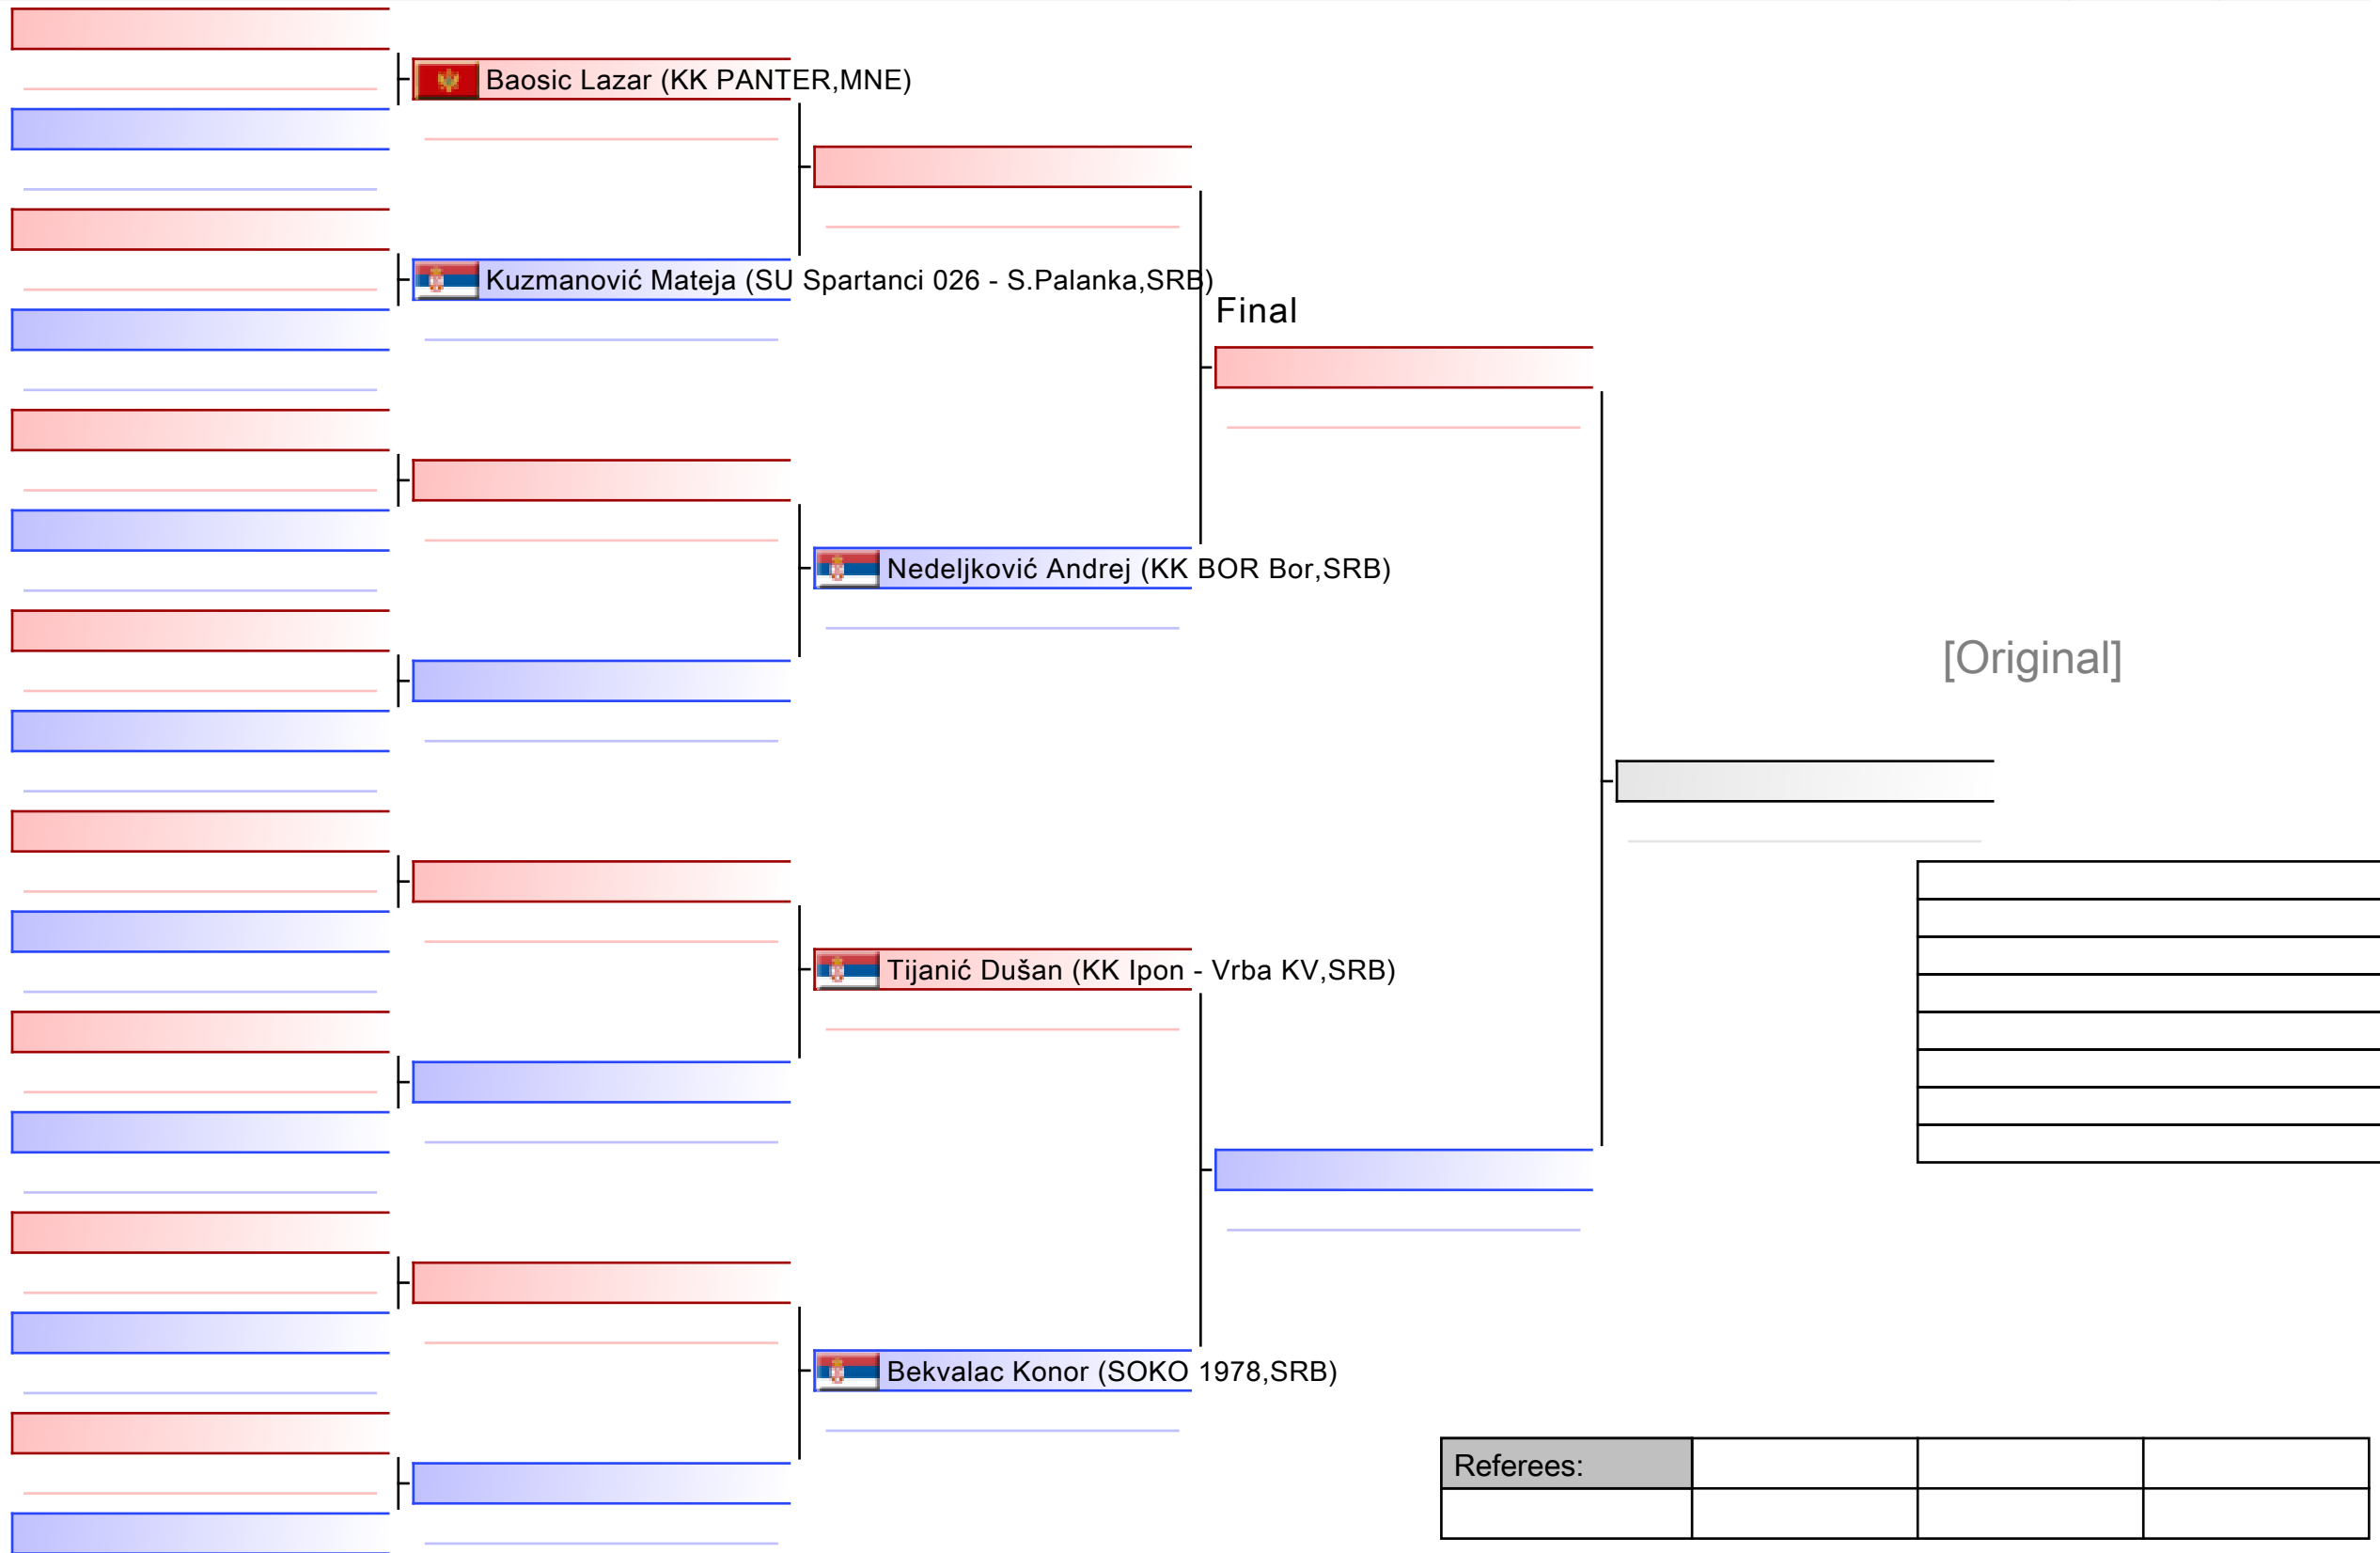 Baosic Lazar (KK PANTER,MNE)
Kuzmanović Mateja (SU Spartanci 026 - S.Palanka,SRB)
Final
Nedeljković Andrej (KK BOR Bor,SRB)
[Original]
Tijanić Dušan (KK Ipon - Vrba KV,SRB)
Bekvalac Konor (SOKO 1978,SRB)
Referees: